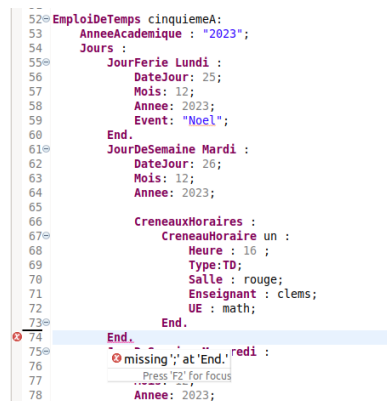 52 EmploiDeTemps cinquiemeA:
53 AnneeAcademique : "2023";
54 Jours :
55 JourFerie Lundi :
56 DateJour: 25;
57 Mois: 12;
58 Annee: 2023;
59 Event: "Noel";
60 End.
61 JourDeSemaine Mardi :
62 DateJour: 26;
63 Mois: 12;
64 Annee: 2023;
65
66 CreneauxHoraires :
67 CreneauHoraire un :
68 Heure : 16 ;
69 Type:TD;
70 Salle : rouge;
71 Enseignant : clems;
72 UE : math;
73 End.
74 End.
75 redi :
missing ';' at 'End.'
76
Press 'F2' for focus
77
78 Annee: 2023;